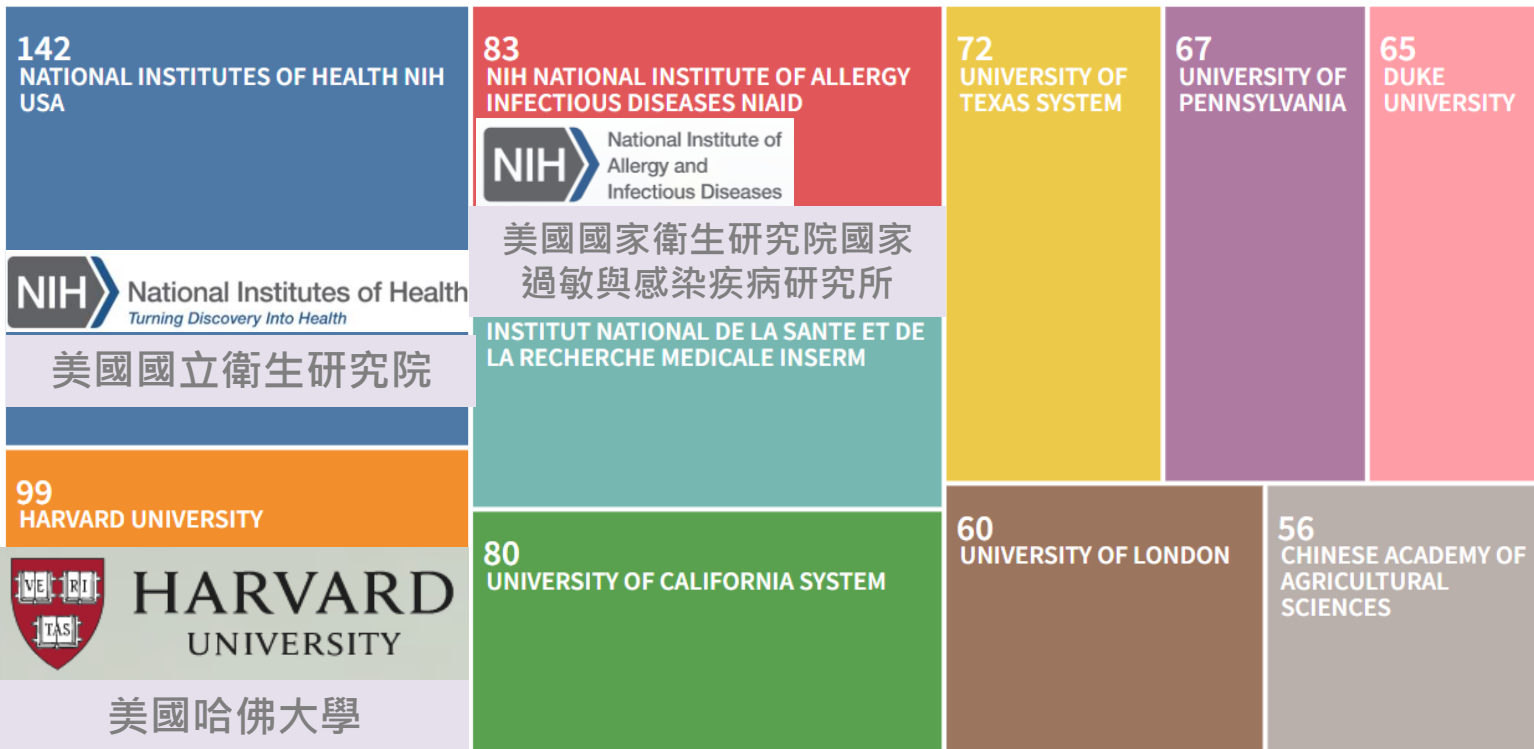 142
NATIONAL INSTITUTES OF HEALTH NIH
USA
NIH
National Institutes of Health
Turning Discovery Into Health
美國國立衛生研究院
99
HARVARD UNIVERSITY
VE RI
TAS
HARVARD
UNIVERSITY
美國哈佛大學
83
NIH NATIONAL INSTITUTE OF ALLERGY
INFECTIOUS DISEASES NIAID
NIH
National Institute of
Allergy and
Infectious Diseases
美國國家衛生研究院國家
過敏與感染疾病研究所
INSTITUT NATIONAL DE LA SANTE ET DE
LA RECHERCHE MEDICALE INSERM
80
UNIVERSITY OF CALIFORNIA SYSTEM
72
UNIVERSITY OF
TEXAS SYSTEM
67
UNIVERSITY OF
PENNSYLVANIA
65
DUKE
UNIVERSITY
60
UNIVERSITY OF LONDON
56
CHINESE ACADEMY OF
AGRICULTURAL
SCIENCES